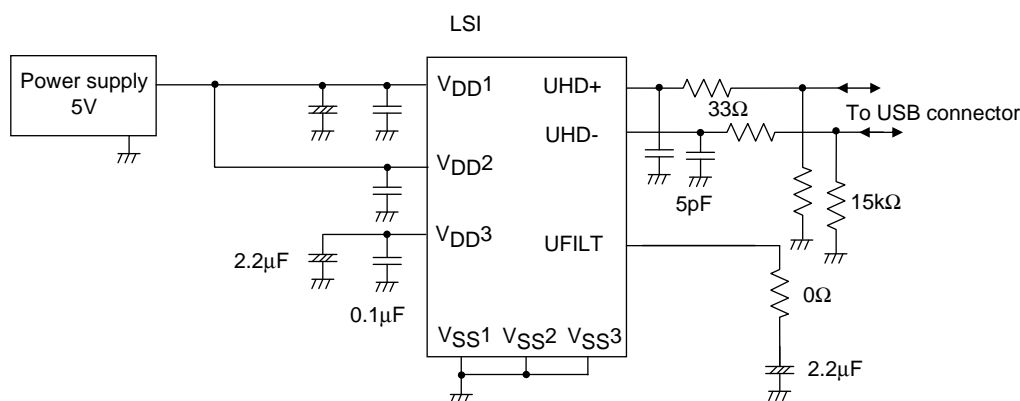 LSI
Power supply
5V
VDD1
UHD+
33Ω
To USB connector
UHD-
VDD2
5pF
15kΩ
VDD3
UFILT
2.2μF
0Ω
0.1μF
VSS1
VSS2
VSS3
2.2μF